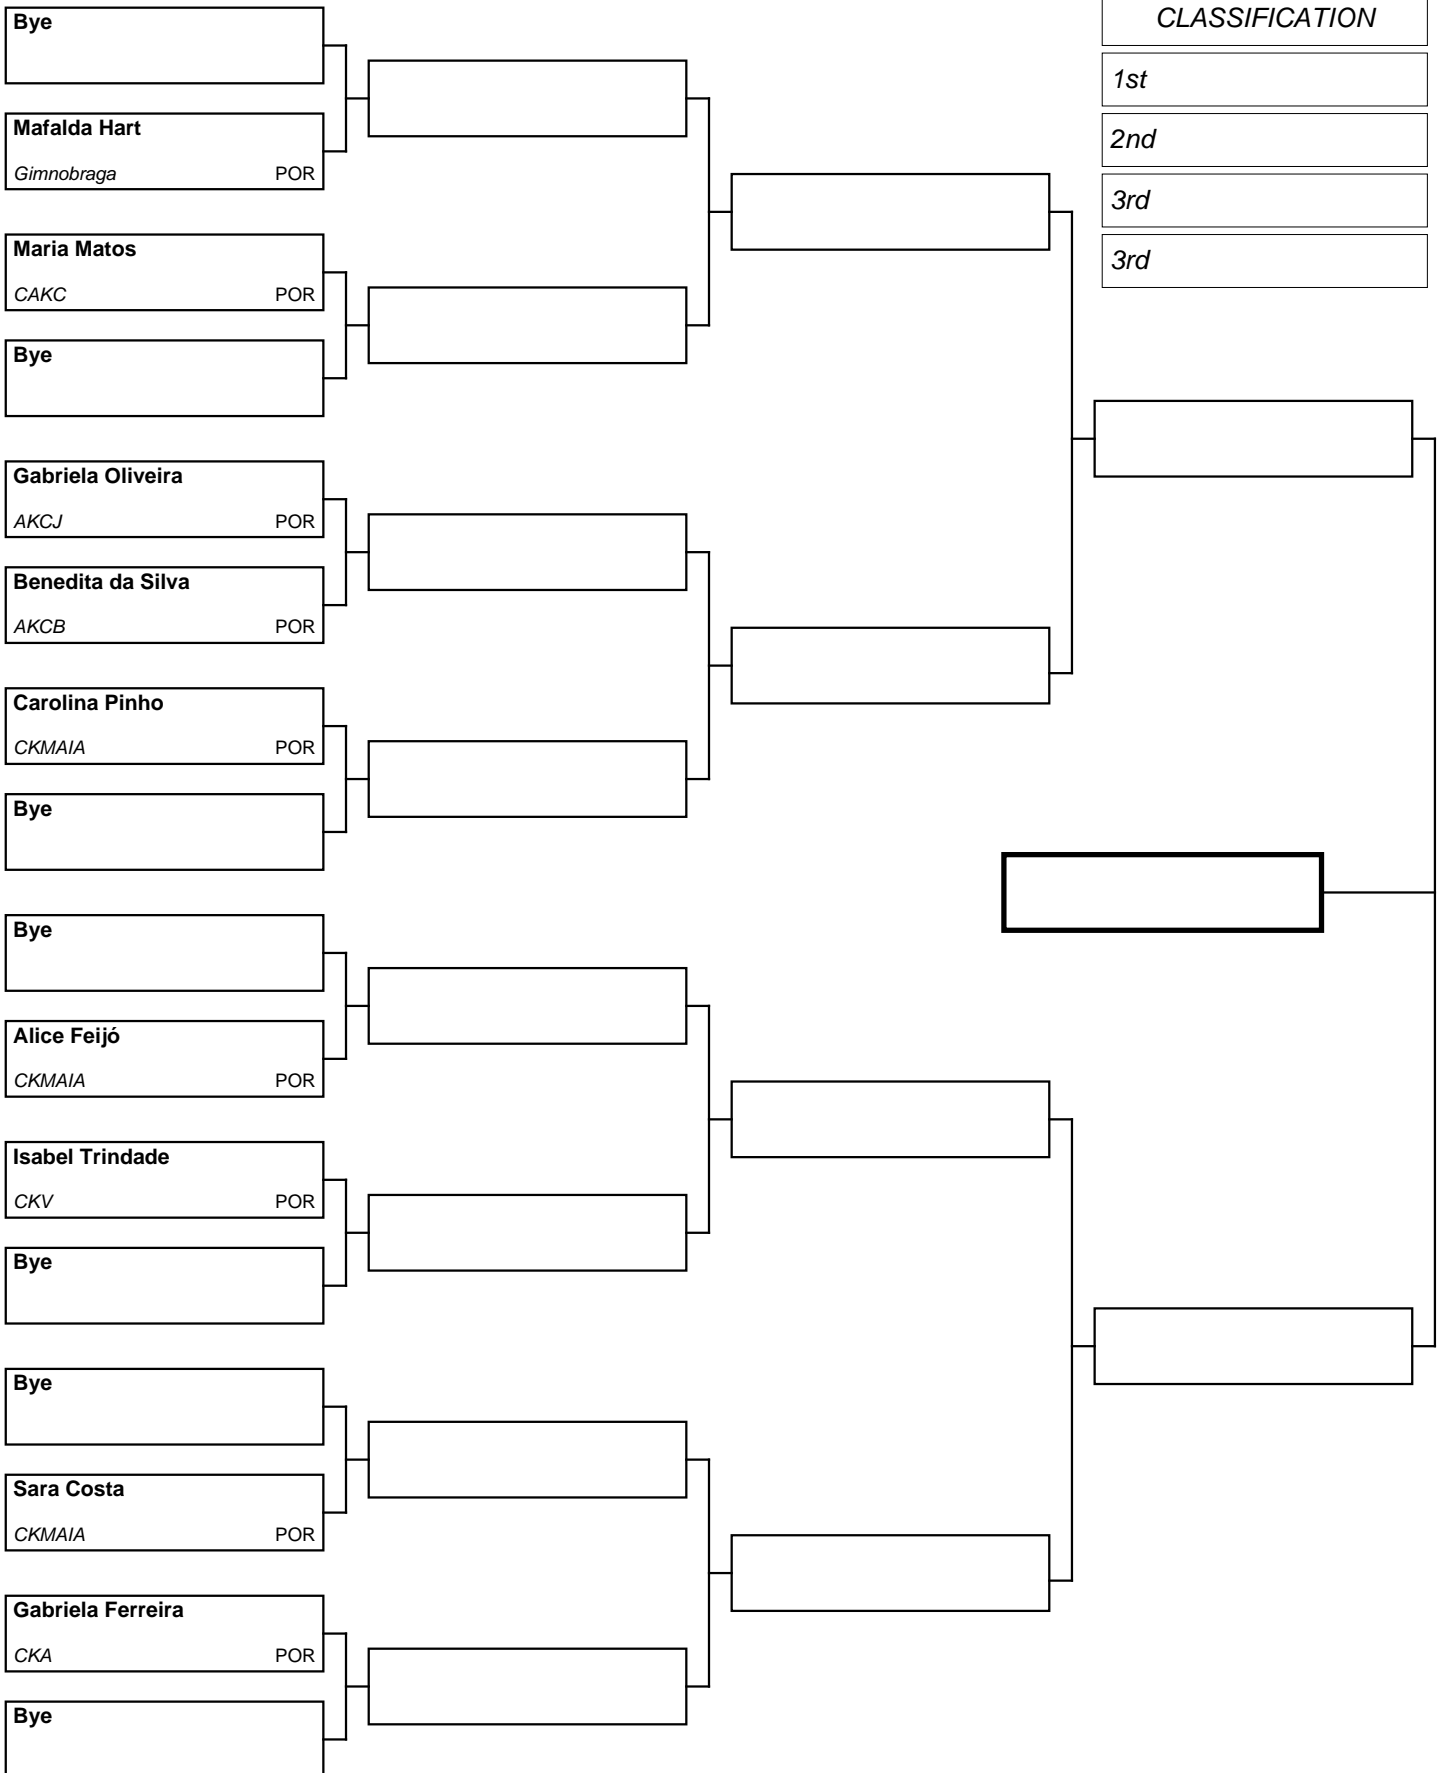 Bye
CLASSIFICATION
1st
2nd
3rd
3rd
Mafalda Hart
Gimnobraga POR
Maria Matos
CAKC POR
Bye
Gabriela Oliveira
AKCJ POR
Benedita da Silva
AKCB POR
Carolina Pinho
CKMAIA POR
Bye
Bye
Alice Feijó
CKMAIA POR
Isabel Trindade
CKV POR
Bye
Bye
Sara Costa
CKMAIA POR
Gabriela Ferreira
CKA POR
Bye